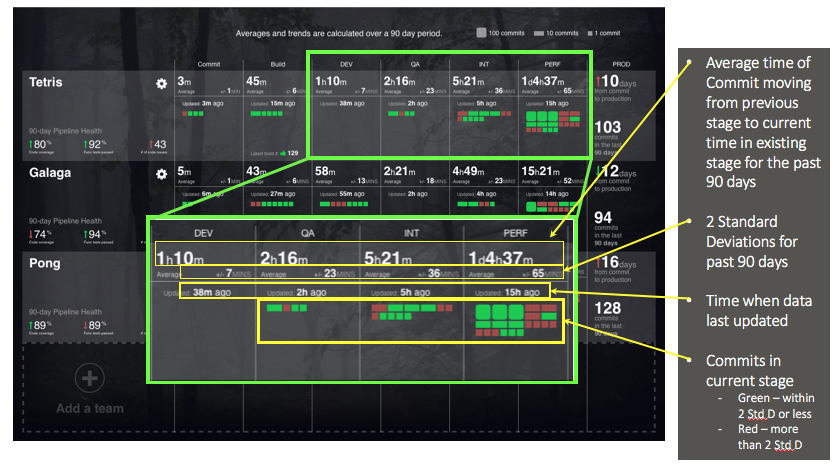 Averages and trends are calculated over a 90 day period.
100 commits
10 commits
1 commit
Commit
Build
DEV
QA
INT
PERF
PROD
Tetris
3m
45m
1h10m
2h16m
5h21m
1d4h37m
↑10days
Average +/- 1MIN
Average +/- 6MINS
Average +/- 7MINS
Average +/- 23MINS
Average +/- 36MINS
Average +/- 65MINS
from commit
to production
Updated: 3m ago
Updated: 15m ago
Updated: 38m ago
Updated: 2h ago
Updated: 5h ago
Updated: 15h ago
103
commits
in the last
90 days
90-day Pipeline Health
↑80%
↑92%
↑43
Code coverage
Func tests passed
# of code issues
Latest build #: 129
Galaga
5m
43m
58m
2h21m
4h49m
15h21m
↓12days
Average +/- 1MIN
Average
Average +/- 13MINS
Average +/- 18MINS
Average +/- 23MINS
Average +/- 52MINS
from commit
to production
Updated: 6m ago
Updated: 27m ago
Updated: 55m ago
Updated: 2h ago
Updated: 4h ago
Updated: 14h ago
94
commits
in the last
90 days
90-day Pipeline Health
↓74%
↑94%
Code coverage
Func tests passed
Pong
↑16days
from commit
to production
128
commits
in the last
90 days
90-day Pipeline Health
↑89%
↓89%
Code coverage
Func tests passed
Add a team
DEV
QA
INT
PERF
1h10m
2h16m
5h21m
1d4h37m
Average +/- 7MINS
Average +/- 23MINS
Average +/- 36MINS
Average +/- 65MINS
Updated: 38m ago
Updated: 2h ago
Updated: 5h ago
Updated: 15h ago
• Average time of
Commit moving
from previous
stage to current
time in existing
stage for the past
90 days
• 2 Standard
Deviations for
past 90 days
• Time when data
last updated
• Commits in
current stage
- Green – within
2 Std D or less
- Red – more
than 2 Std D